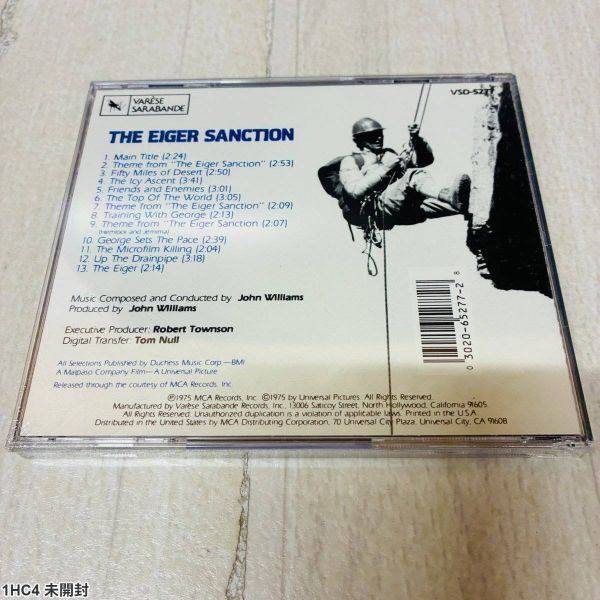 VARÈSE
SARABANDE
VSD-5277
THE EIGER SANCTION
1. Main Title (2:24)
2. Theme from "The Eiger Sanction" (2:53)
3. Fifty Miles of Desert (2:50)
4. The Icy Ascent (3:41)
5. Friends and Enemies (3:01)
6. The Top Of The World (3:05)
7. Theme from "The Eiger Sanction" (2:09)
8. Training With George (2:13)
9. Theme from "The Eiger Sanction (2:07)
(Hemlock and Jemima)
10. George Sets The Pace (2:39)
11. The Microfilm Killing (2:04)
12. Up The Drainpipe (3:18)
13. The Eiger (2:14)
Music Composed and Conducted by John Williams
Produced by John Williams
Executive Producer: Robert Townson
Digital Transfer: Tom Null
All Selections Published by Duchess Music Corp.—BMI
A Malpaso Company Film—A Universal Picture
Released through the courtesy of MCA Records, Inc.
℗1975 MCA Records, Inc. ©1975 by Universal Pictures. All Rights Reserved.
Manufactured by Varèse Sarabande Records, Inc., 13006 Saticoy Street, North Hollywood, California 91605.
All Rights Reserved. Unauthorized duplication is a violation of applicable laws. Printed in the U.S.A.
Distributed in the United States by MCA Distributing Corporation, 70 Universal City Plaza, Universal City, CA 91608
0 30206-5277-2 8
1HC4 未開封